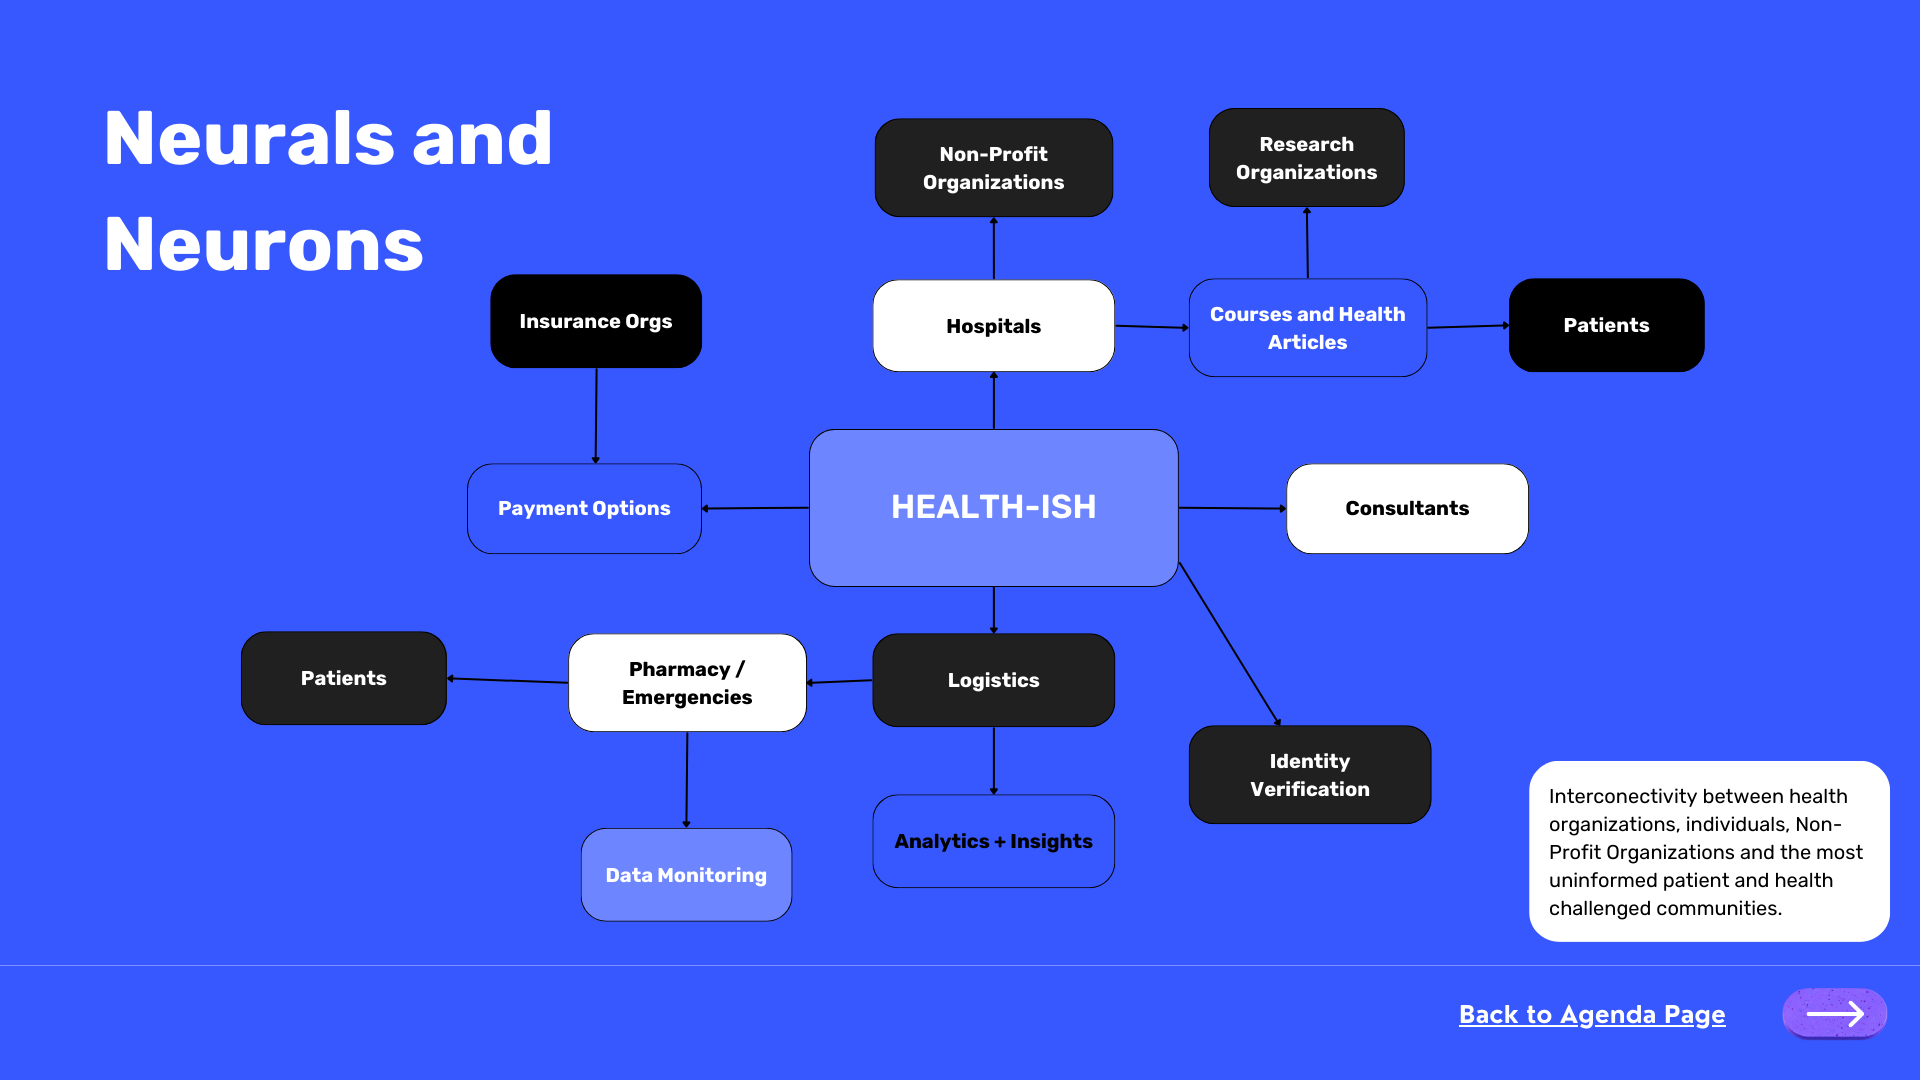 Neurals and
Neurons
Non-Profit
Organizations
Research
Organizations
Insurance Orgs
Hospitals
Courses and Health
Articles
Patients
Payment Options
HEALTH-ISH
Consultants
Patients
Pharmacy /
Emergencies
Logistics
Identity
Verification
Data Monitoring
Analytics + Insights
Interconectivity between health
organizations, individuals, Non-
Profit Organizations and the most
uninformed patient and health
challenged communities.
Back to Agenda Page